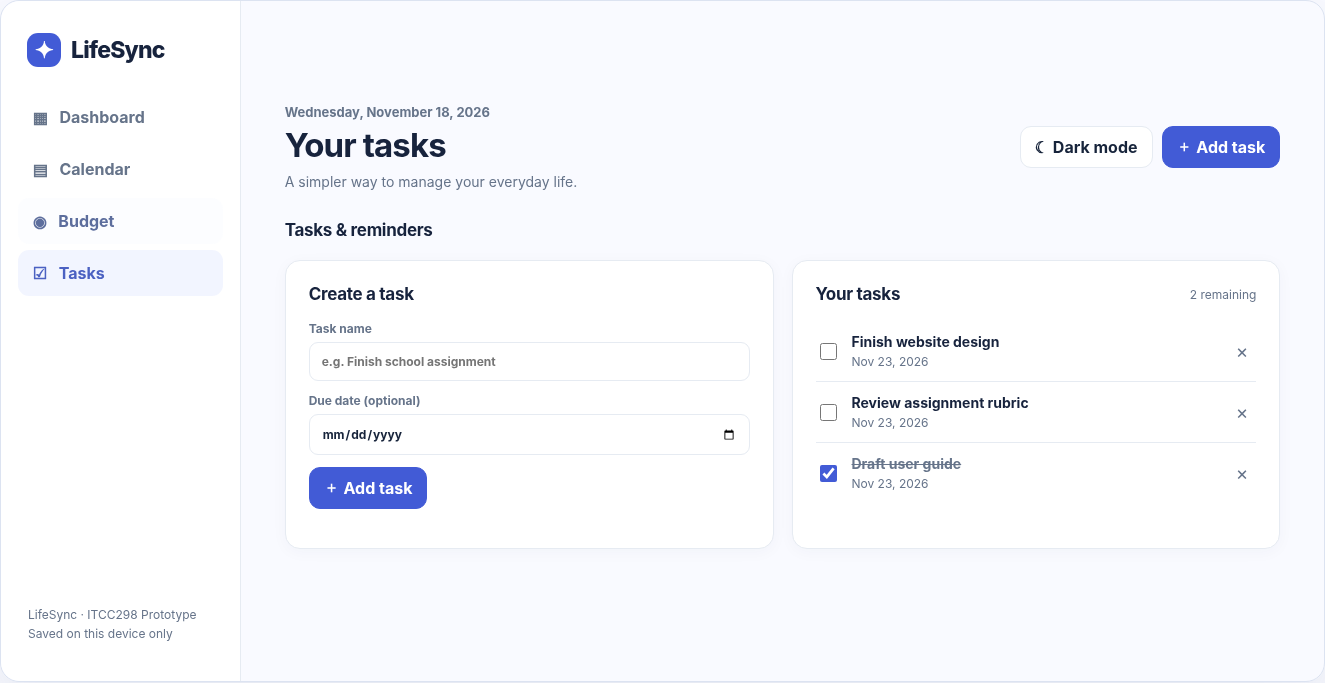 LifeSync
Dashboard
Calendar
Budget
Tasks
LifeSync · ITCC298 Prototype
Saved on this device only
Wednesday, November 18, 2026
Your tasks
A simpler way to manage your everyday life.
Dark mode
+ Add task
Tasks & reminders
Create a task
Task name
e.g. Finish school assignment
Due date (optional)
mm/dd/yyyy
+ Add task
Your tasks
2 remaining
Finish website design
Nov 23, 2026
Review assignment rubric
Nov 23, 2026
Draft user guide
Nov 23, 2026